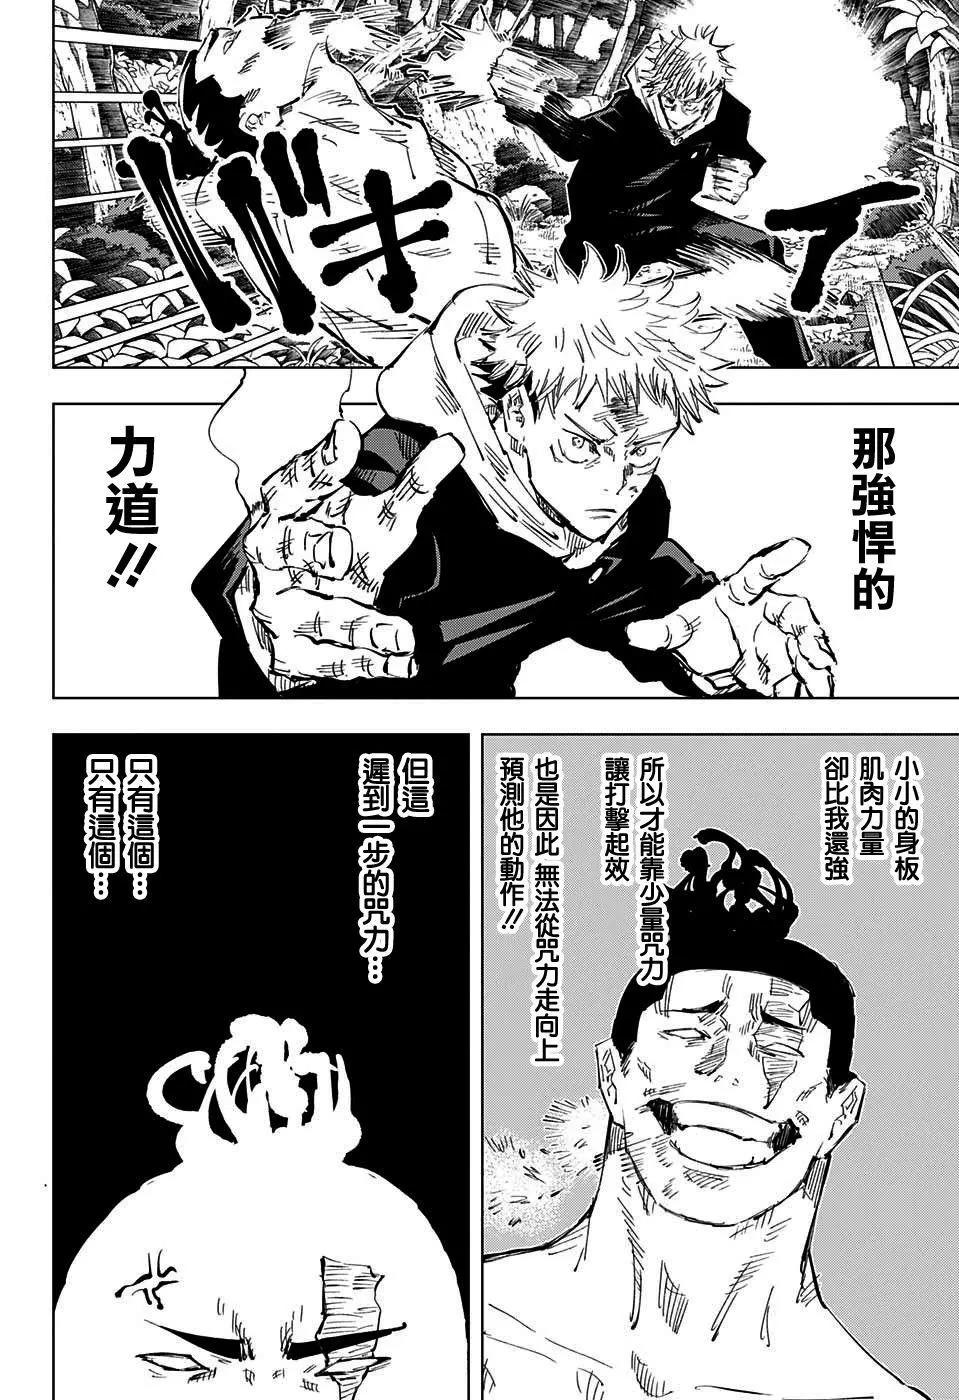 バキッ
那強悍的
力道!!
小小的身板
肌肉力量
卻比我還強
所以才能靠少量咒力
讓打擊起效
也是因此 無法從咒力走向上
預測他的動作!!
但這
遲到一步的咒力…
只有這個…
只有這個…